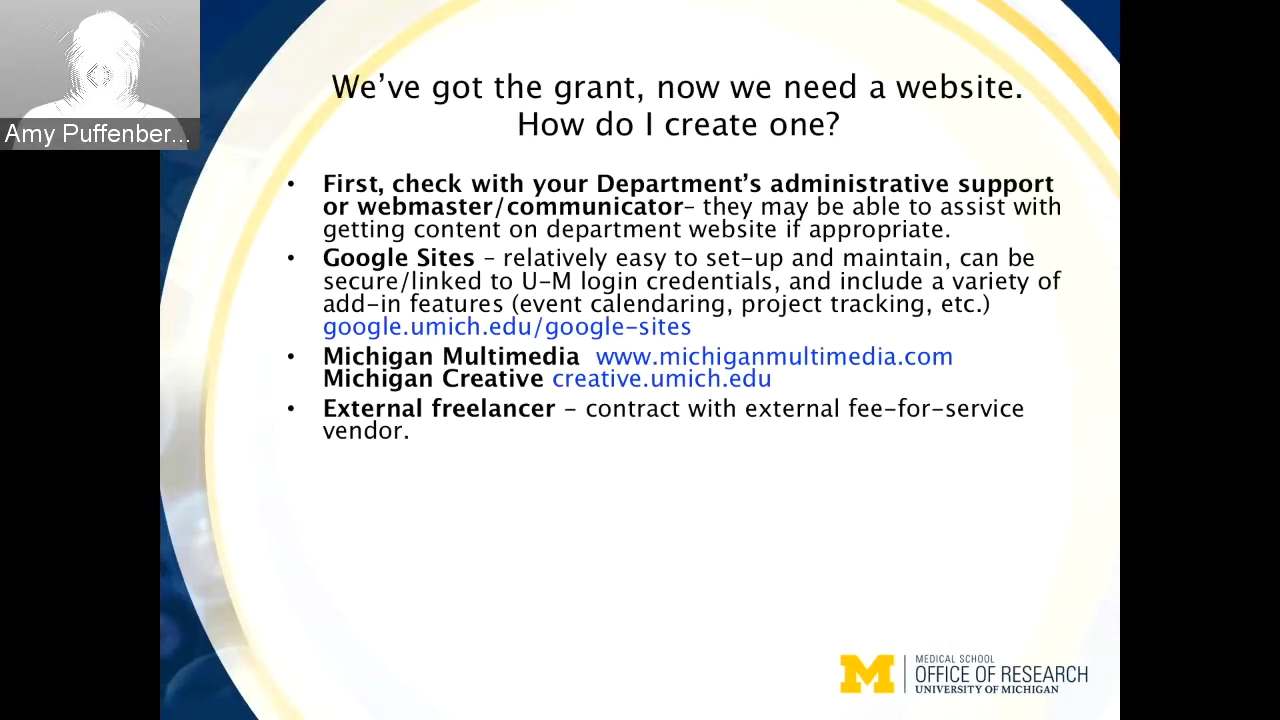 Amy Puffenber...
We’ve got the grant, now we need a website.
How do I create one?
• First, check with your Department’s administrative support
or webmaster/communicator– they may be able to assist with
getting content on department website if appropriate.
• Google Sites – relatively easy to set-up and maintain, can be
secure/linked to U-M login credentials, and include a variety of
add-in features (event calendaring, project tracking, etc.)
google.umich.edu/google-sites
• Michigan Multimedia www.michiganmultimedia.com
Michigan Creative creative.umich.edu
• External freelancer – contract with external fee-for-service
vendor.
M
MEDICAL SCHOOL
OFFICE OF RESEARCH
UNIVERSITY OF MICHIGAN